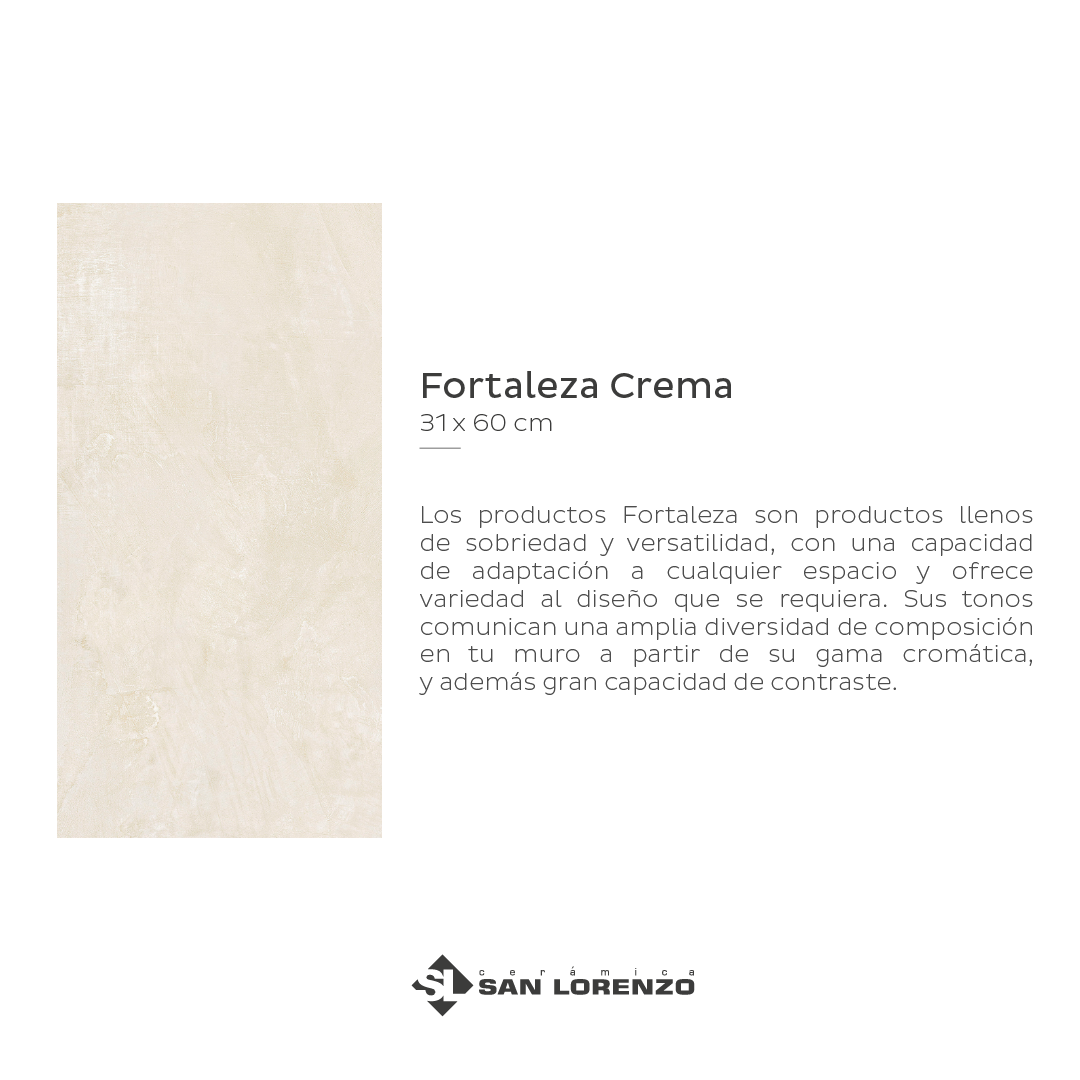 Fortaleza Crema
31 x 60 cm
Los productos Fortaleza son productos llenos
de sobriedad y versatilidad, con una capacidad
de adaptación a cualquier espacio y ofrece
variedad al diseño que se requiera. Sus tonos
comunican una amplia diversidad de composición
en tu muro a partir de su gama cromática,
y además gran capacidad de contraste.
SL
cerámica
SAN LORENZO